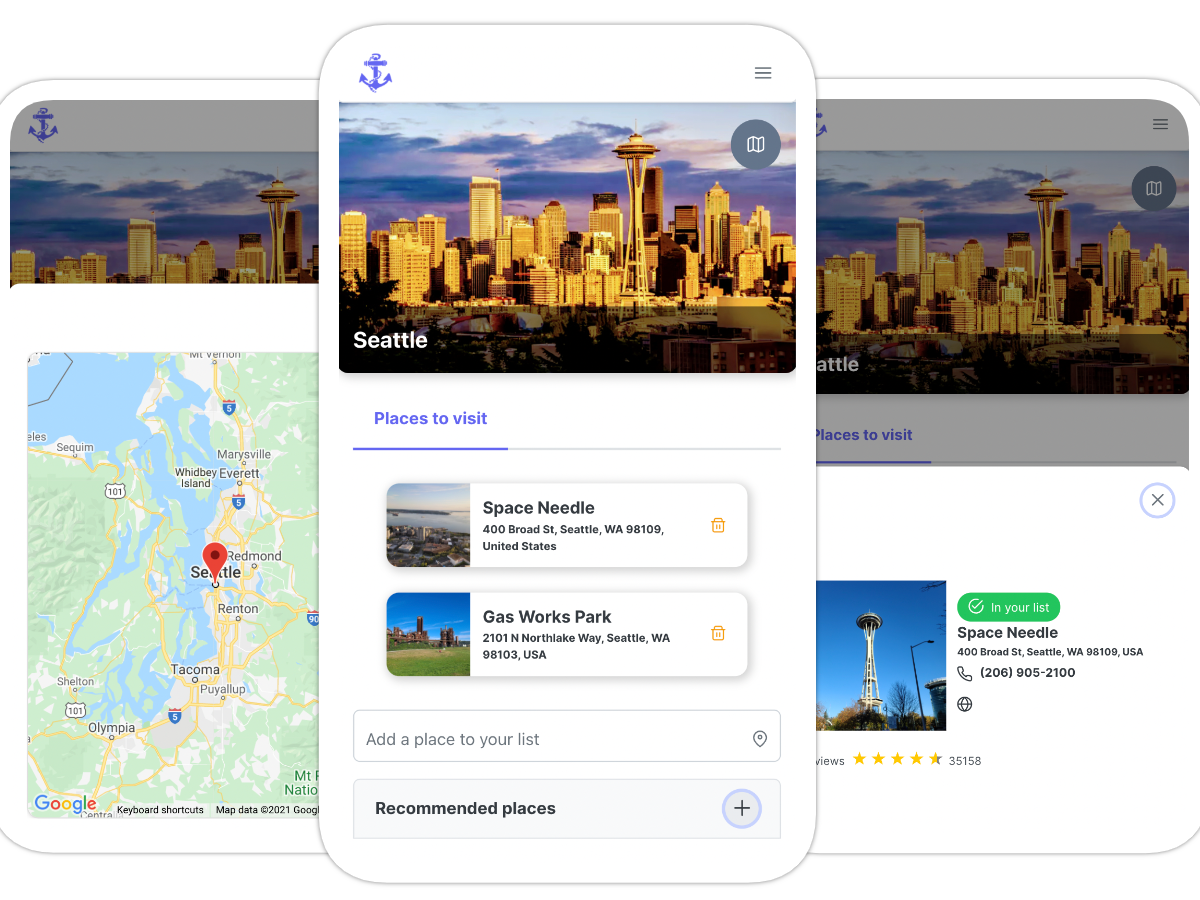 Mt Vernon
5
eles
Sequim
Marysville
Whidbey
Island
Everett
101
5
Redmond
Seattle
Renton
90
Tacoma
Shelton
Puyallup
101
5
Olympia
Mt
Natio
Google
Centralia
Keyboard shortcuts
Map data ©2021 Googl
Seattle
Places to visit
Space Needle
400 Broad St, Seattle, WA 98109,
United States
Gas Works Park
2101 N Northlake Way, Seattle, WA
98103, USA
Add a place to your list
Recommended places
attle
Places to visit
In your list
Space Needle
400 Broad St, Seattle, WA 98109, USA
(206) 905-2100
views
35158